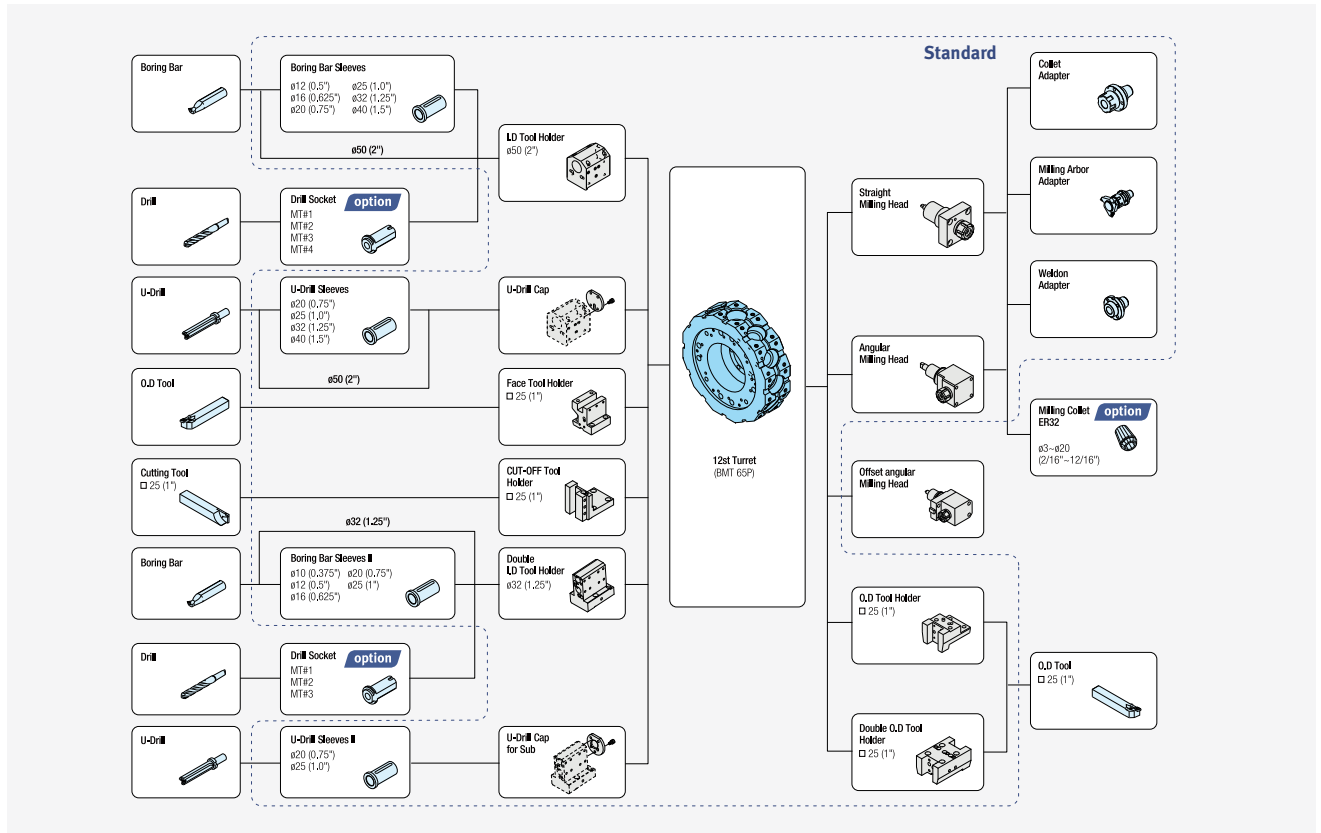 Standard
Boring Bar
Boring Bar Sleeves
ø12 (0.5") ø25 (1.0")
ø16 (0.625") ø32 (1.25")
ø20 (0.75") ø40 (1,5")
ø50 (2")
I.D Tool Holder
ø50 (2")
Drill
Drill Socket
option
MT#1
MT#2
MT#3
MT#4
U-Drill
U-Drill Sleeves
ø20 (0.75")
ø25 (1.0")
ø32 (1.25")
ø40 (1,5")
ø50 (2")
U-Drill Cap
O.D Tool
Face Tool Holder
□ 25 (1")
Cutting Tool
□ 25 (1")
CUT-OFF Tool
Holder
□ 25 (1")
ø32 (1.25")
Boring Bar
Boring Bar Sleeves II
ø10 (0.375") ø20 (0.75")
ø12 (0.5") ø25 (1")
ø16 (0.625")
Double
I.D Tool Holder
ø32 (1.25")
Drill
Drill Socket
option
MT#1
MT#2
MT#3
U-Drill
U-Drill Sleeves II
ø20 (0.75")
ø25 (1.0")
U-Drill Cap
for Sub
12st Turret
(BMT 65P)
Straight
Milling Head
Angular
Milling Head
Offset angular
Milling Head
O.D Tool Holder
□ 25 (1")
Double O.D Tool
Holder
□ 25 (1")
Collet
Adapter
Milling Arbor
Adapter
Weldon
Adapter
Milling Collet
ER32
option
ø3~ø20
(2/16"~12/16")
O.D Tool
□ 25 (1")